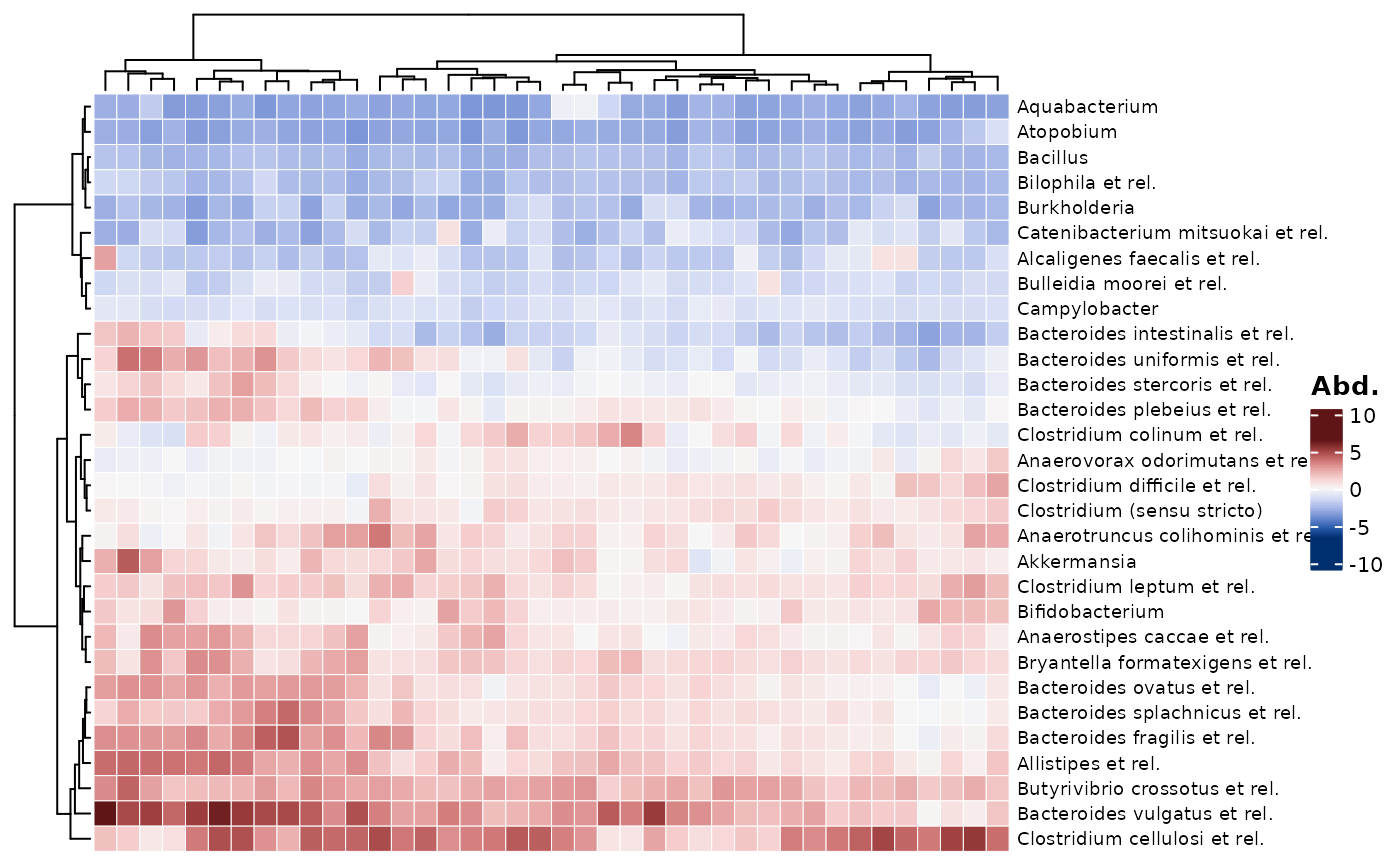 Aquabacterium
Atopobium
Bacillus
Bilophila et rel.
Burkholderia
Catenibacterium mitsuokai et rel.
Alcaligenes faecalis et rel.
Bulleidia moorei et rel.
Campylobacter
Bacteroides intestinalis et rel.
Bacteroides uniformis et rel.
Bacteroides stercoris et rel.
Bacteroides plebeius et rel.
Clostridium colinum et rel.
Anaerovorax odorimutans et re
Clostridium difficile et rel.
Clostridium (sensu stricto)
Anaerotruncus colihominis et re
Akkermansia
Clostridium leptum et rel.
Bifidobacterium
Anaerostipes caccae et rel.
Bryantella formatexigens et rel.
Bacteroides ovatus et rel.
Bacteroides splachnicus et rel.
Bacteroides fragilis et rel.
Allistipes et rel.
Butyrivibrio crossotus et rel.
Bacteroides vulgatus et rel.
Clostridium cellulosi et rel.
Abd.
10
5
0
-5
-10